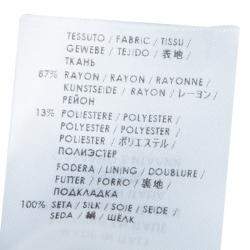 TESSUTO / FABRIC / TISSU /
GEWEBE / TEJIDO / 表地 /
ТКАНЬ
67% RAYON / RAYON / RAYONNE /
KUNSTSEIDE / RAYON / レーヨン /
РЕЙОН
13% POLIESTERE / POLYESTER /
POLYESTER / POLYESTER /
POLIESTER / ポリエステル /
ПОЛИЭСТЕР
FODERA / LINING / DOUBLURE /
FUTTER / FORRO / 裏地 /
ПОДКЛАДКА
100% SETA / SILK / SOIE / SEIDE /
SEDA / 絹 / ШЁЛК